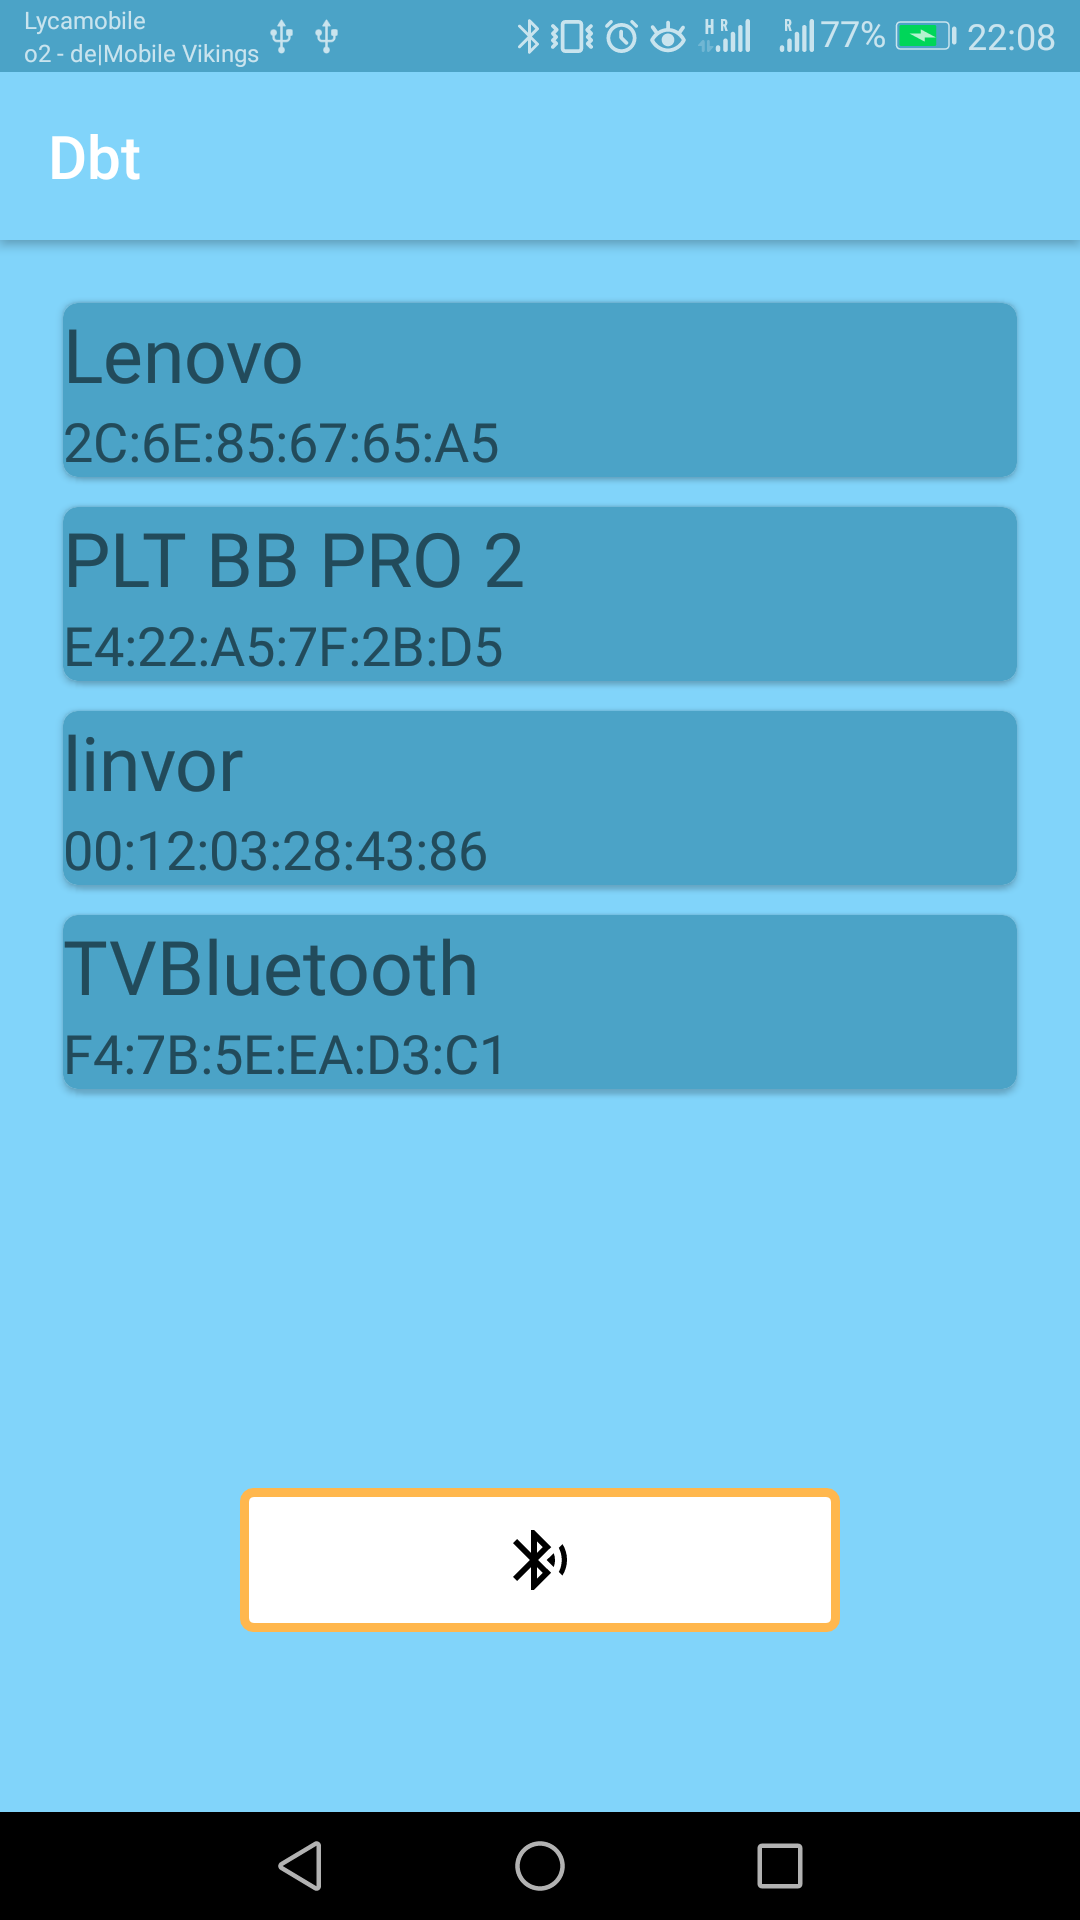 Lycamobile
o2 - de|Mobile Vikings
H R R 77% 22:08
Dbt
Lenovo
2C:6E:85:67:65:A5
PLT BB PRO 2
E4:22:A5:7F:2B:D5
linvor
00:12:03:28:43:86
TVBluetooth
F4:7B:5E:EA:D3:C1